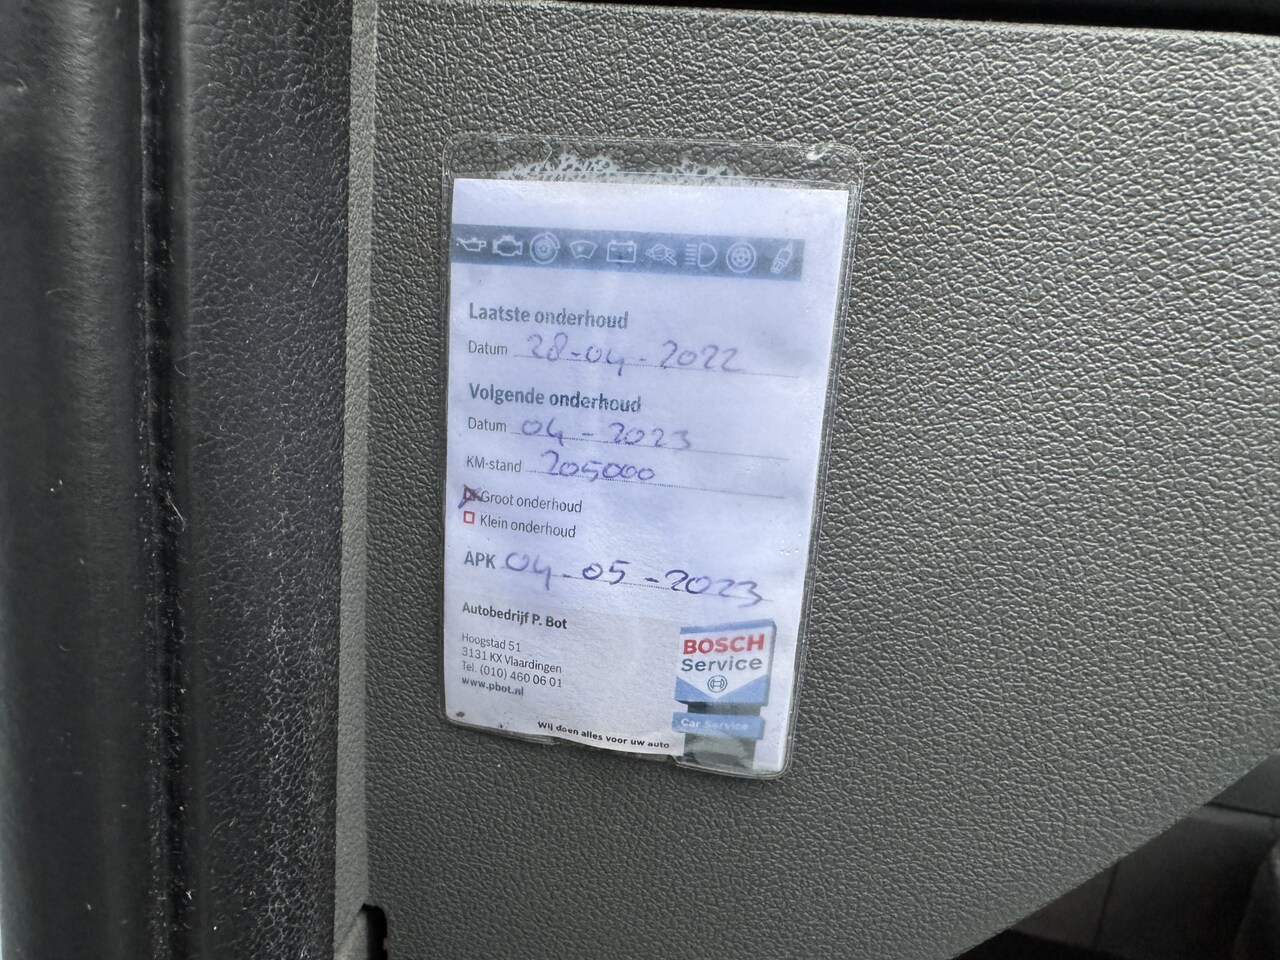 Laatste onderhoud
Datum 28-04-2022
Volgende onderhoud
Datum 04-2023
KM-stand 205000
Groot onderhoud
Klein onderhoud
APK 04-05-2023
Autobedrijf P. Bot
Hoogstad 51
3131 KX Vlaardingen
Tel. (010) 460 06 01
www.pbot.nl
BOSCH
Service
Car Service
Wij doen alles voor uw auto